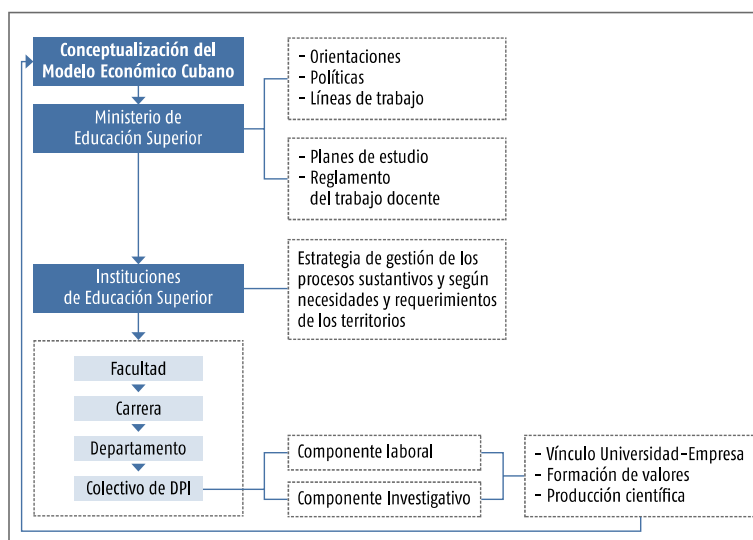 Conceptualización del
Modelo Económico Cubano
– Orientaciones
– Políticas
– Líneas de trabajo
Ministerio de
Educación Superior
– Planes de estudio
– Reglamento
del trabajo docente
Instituciones
de Educación Superior
Estrategia de gestión de los
procesos sustantivos y según
necesidades y requerimientos
de los territorios
Facultad
Carrera
Departamento
Colectivo de DPI
Componente laboral
Componente Investigativo
– Vínculo Universidad-Empresa
– Formación de valores
– Producción científica